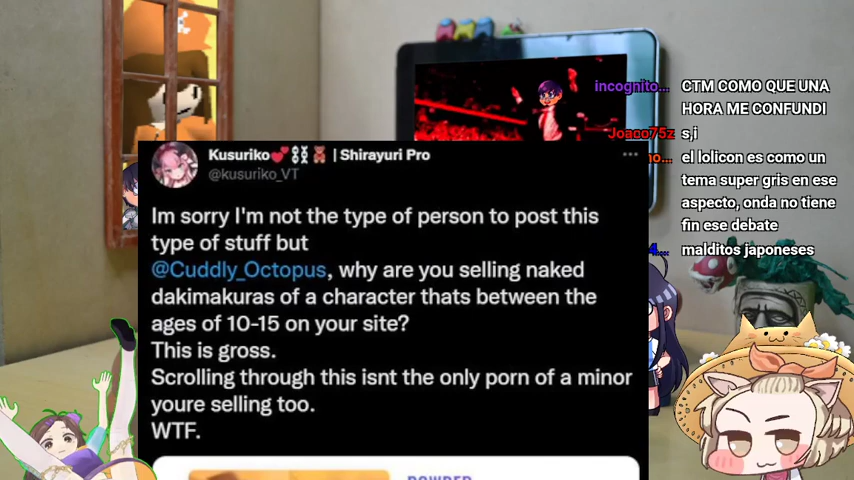 Kusuriko💕⛓️🧸 | Shirayuri Pro
@kusuriko_VT
Im sorry I'm not the type of person to post this
type of stuff but
@Cuddly_Octopus, why are you selling naked
dakimakuras of a character thats between the
ages of 10-15 on your site?
This is gross.
Scrolling through this isnt the only porn of a minor
youre selling too.
WTF.
incognito... CTM COMO QUE UNA
HORA ME CONFUNDI
Joaco75z s,i
el lolicon es como un
tema super gris en ese
aspecto, onda no tiene
fin ese debate
malditos japoneses